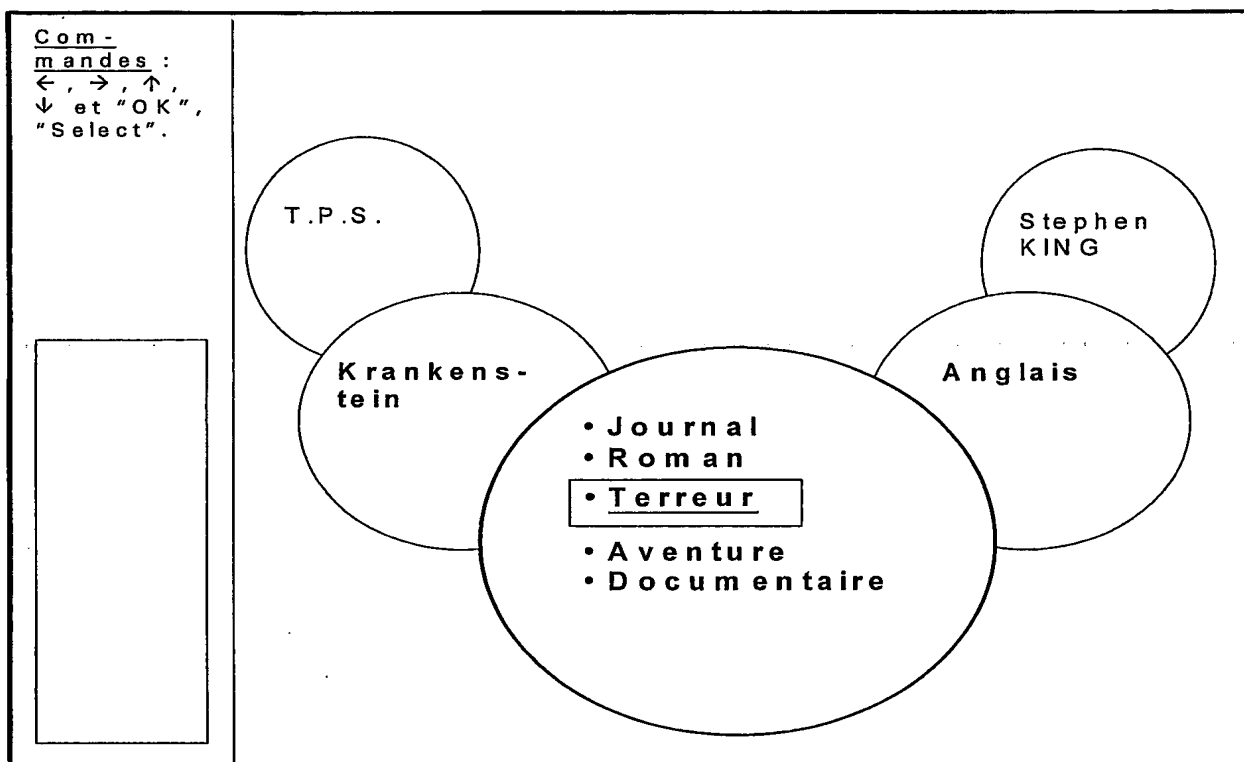 Com-
mandes :
←, →, ↑,
↓ et "OK",
"Select".
T.P.S.
Stephen
KING
Krankens-
tein
Anglais
• Journal
• Roman
• Terreur
• Aventure
• Documentaire